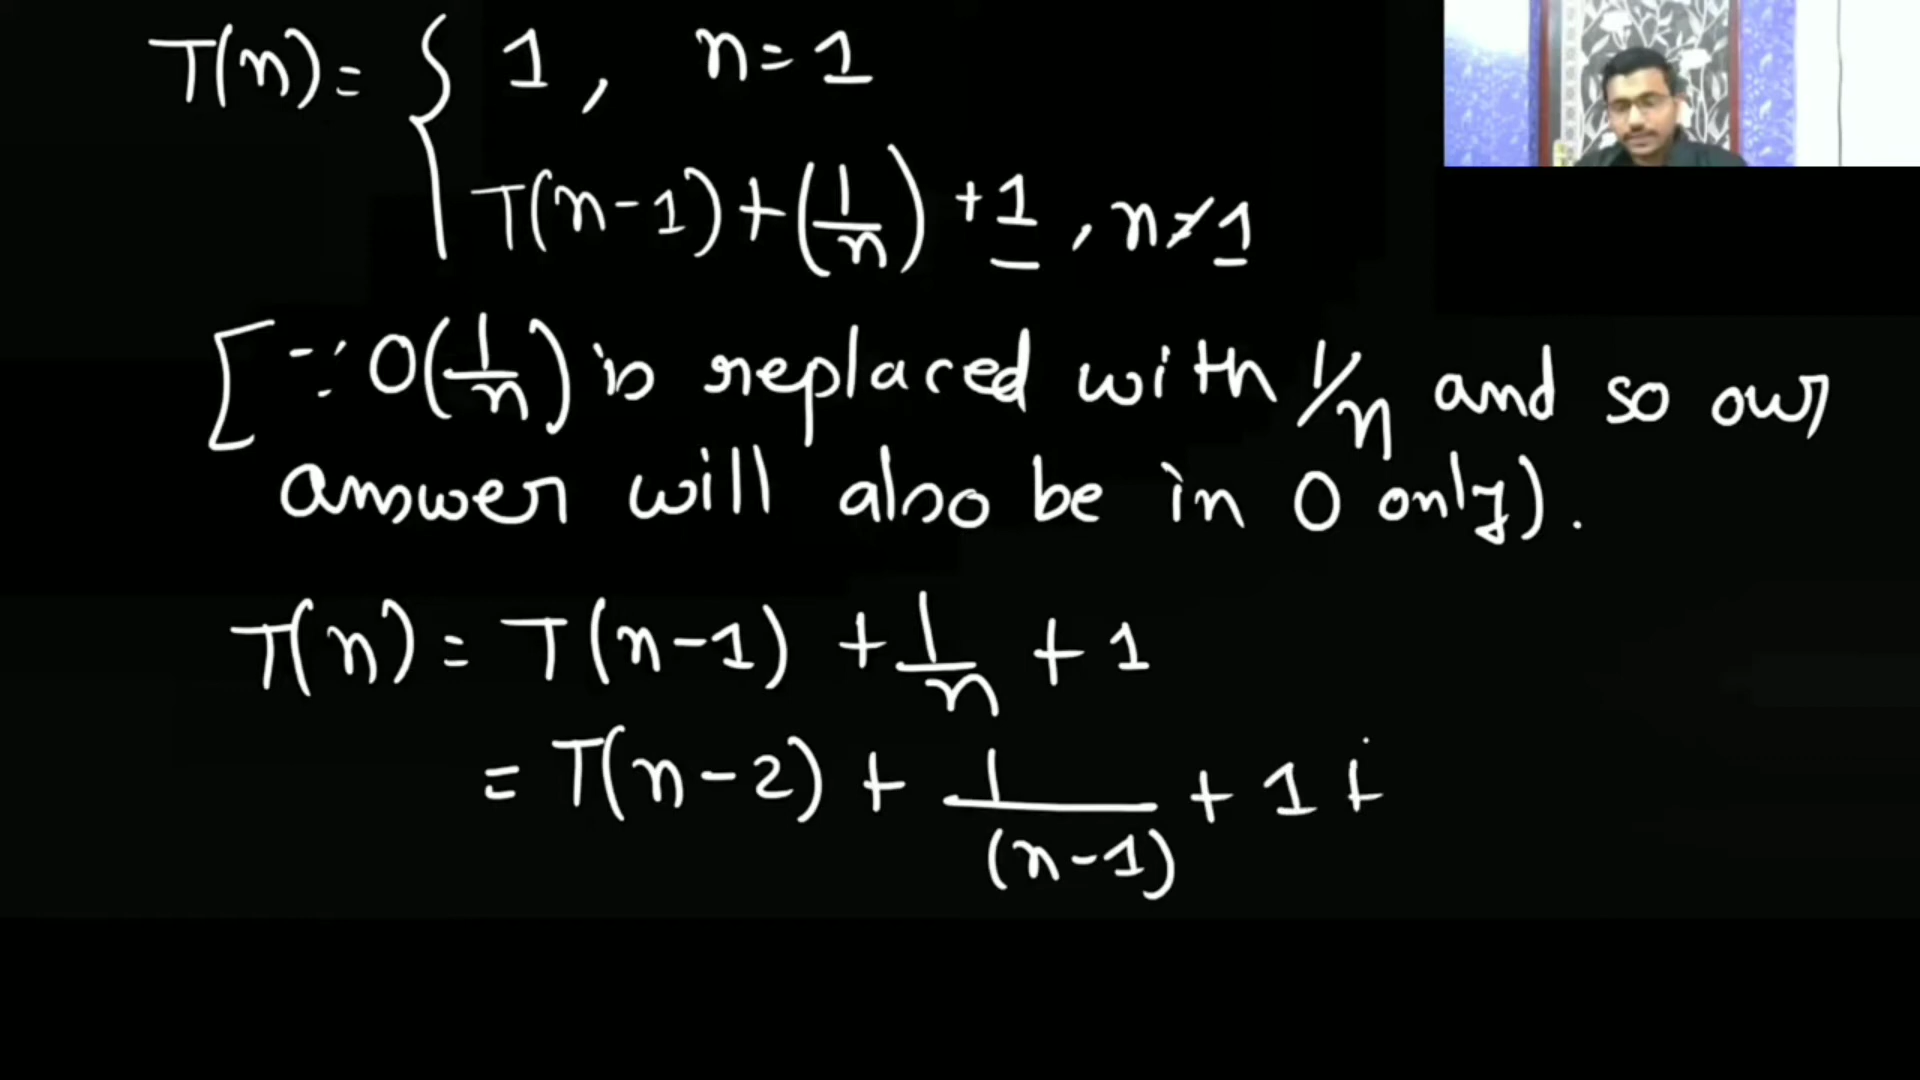 T(n) = { 1 , n = 1
T(n-1) + (1/n) + 1 , n ≠ 1
[∵ O(1/n) is replaced with 1/n and so our
answer will also be in O only).
T(n) = T(n-1) + 1/n + 1
= T(n-2) + 1/(n-1) + 1 +